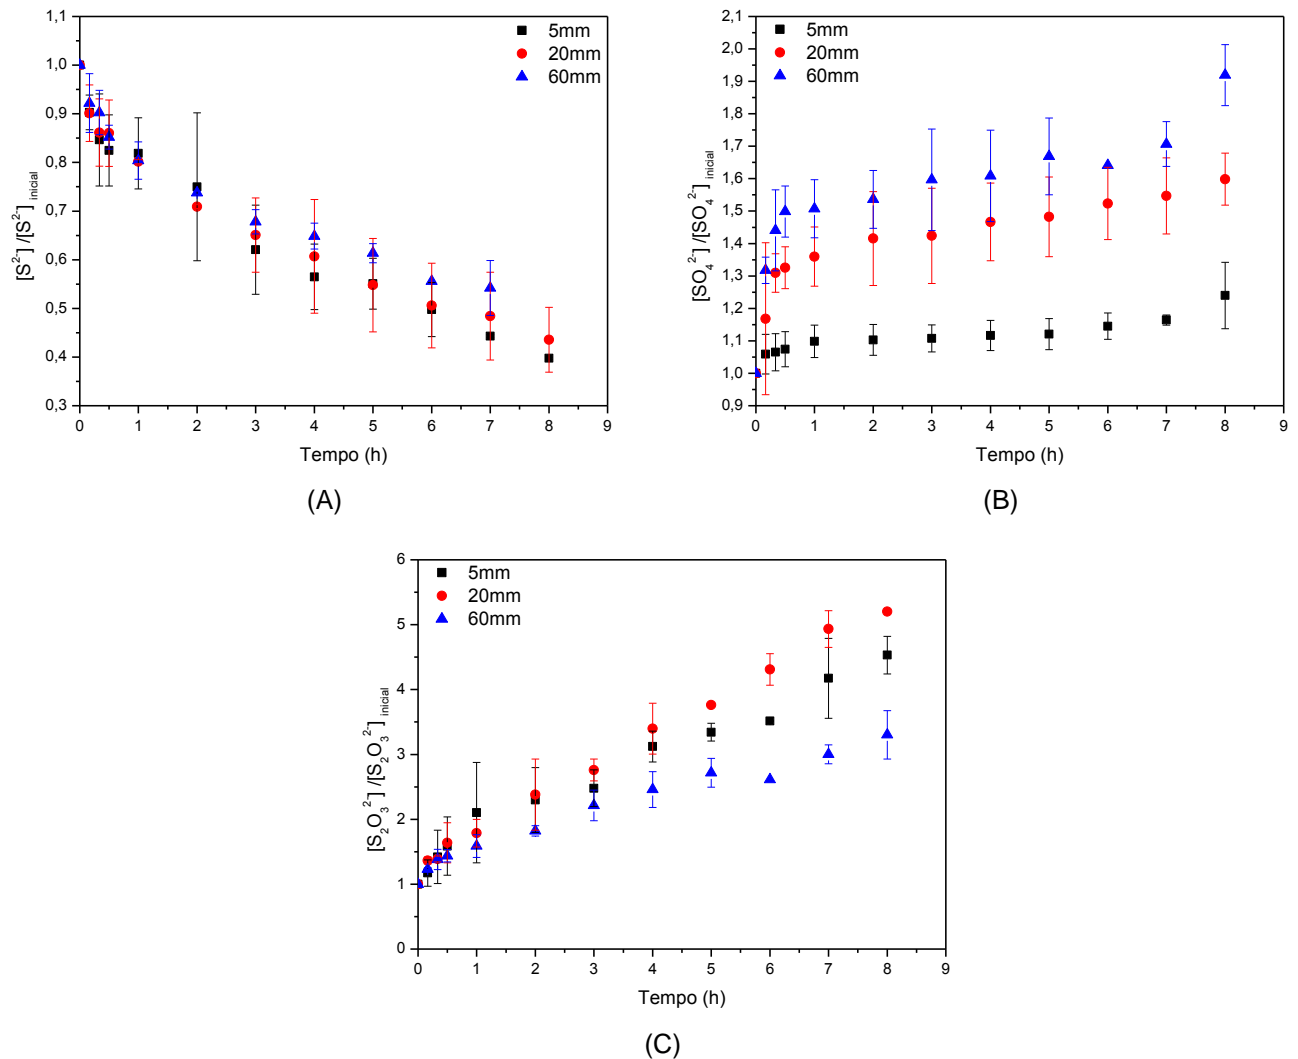 1,1
1,0
0,9
0,8
0,7
0,6
0,5
0,4
0,3
[S²⁻] /[S²⁻] inicial
5mm
20mm
60mm
0 1 2 3 4 5 6 7 8 9
Tempo (h)
(A)
2,1
2,0
1,9
1,8
1,7
1,6
1,5
1,4
1,3
1,2
1,1
1,0
0,9
[SO₄²⁻] /[SO₄²⁻] inicial
5mm
20mm
60mm
0 1 2 3 4 5 6 7 8 9
Tempo (h)
(B)
6
5
4
3
2
1
0
[S₂O₃²⁻] /[S₂O₃²⁻] inicial
5mm
20mm
60mm
0 1 2 3 4 5 6 7 8 9
Tempo (h)
(C)